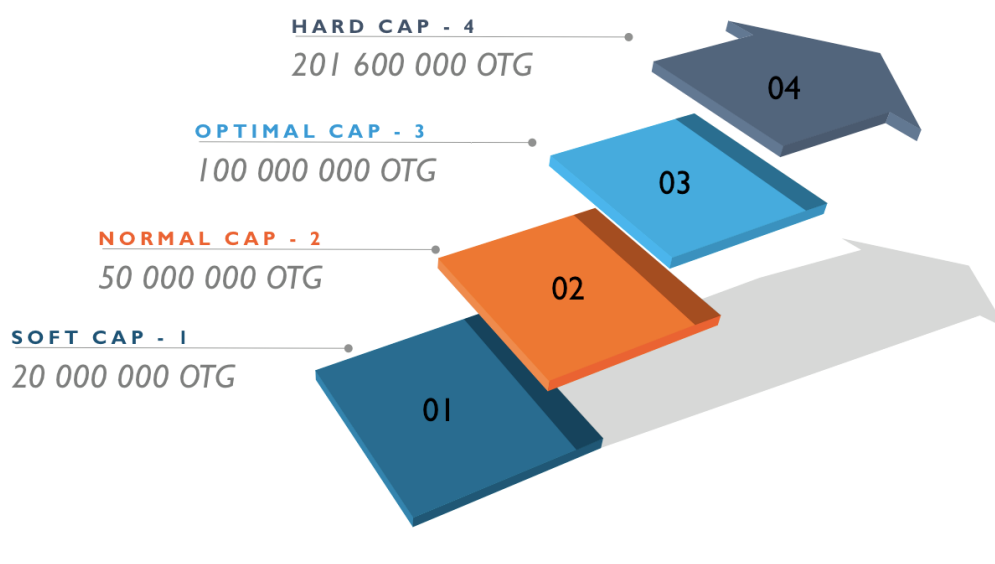 HARD CAP - 4
201 600 000 OTG
04
OPTIMAL CAP - 3
100 000 000 OTG
03
NORMAL CAP - 2
50 000 000 OTG
02
SOFT CAP - 1
20 000 000 OTG
01